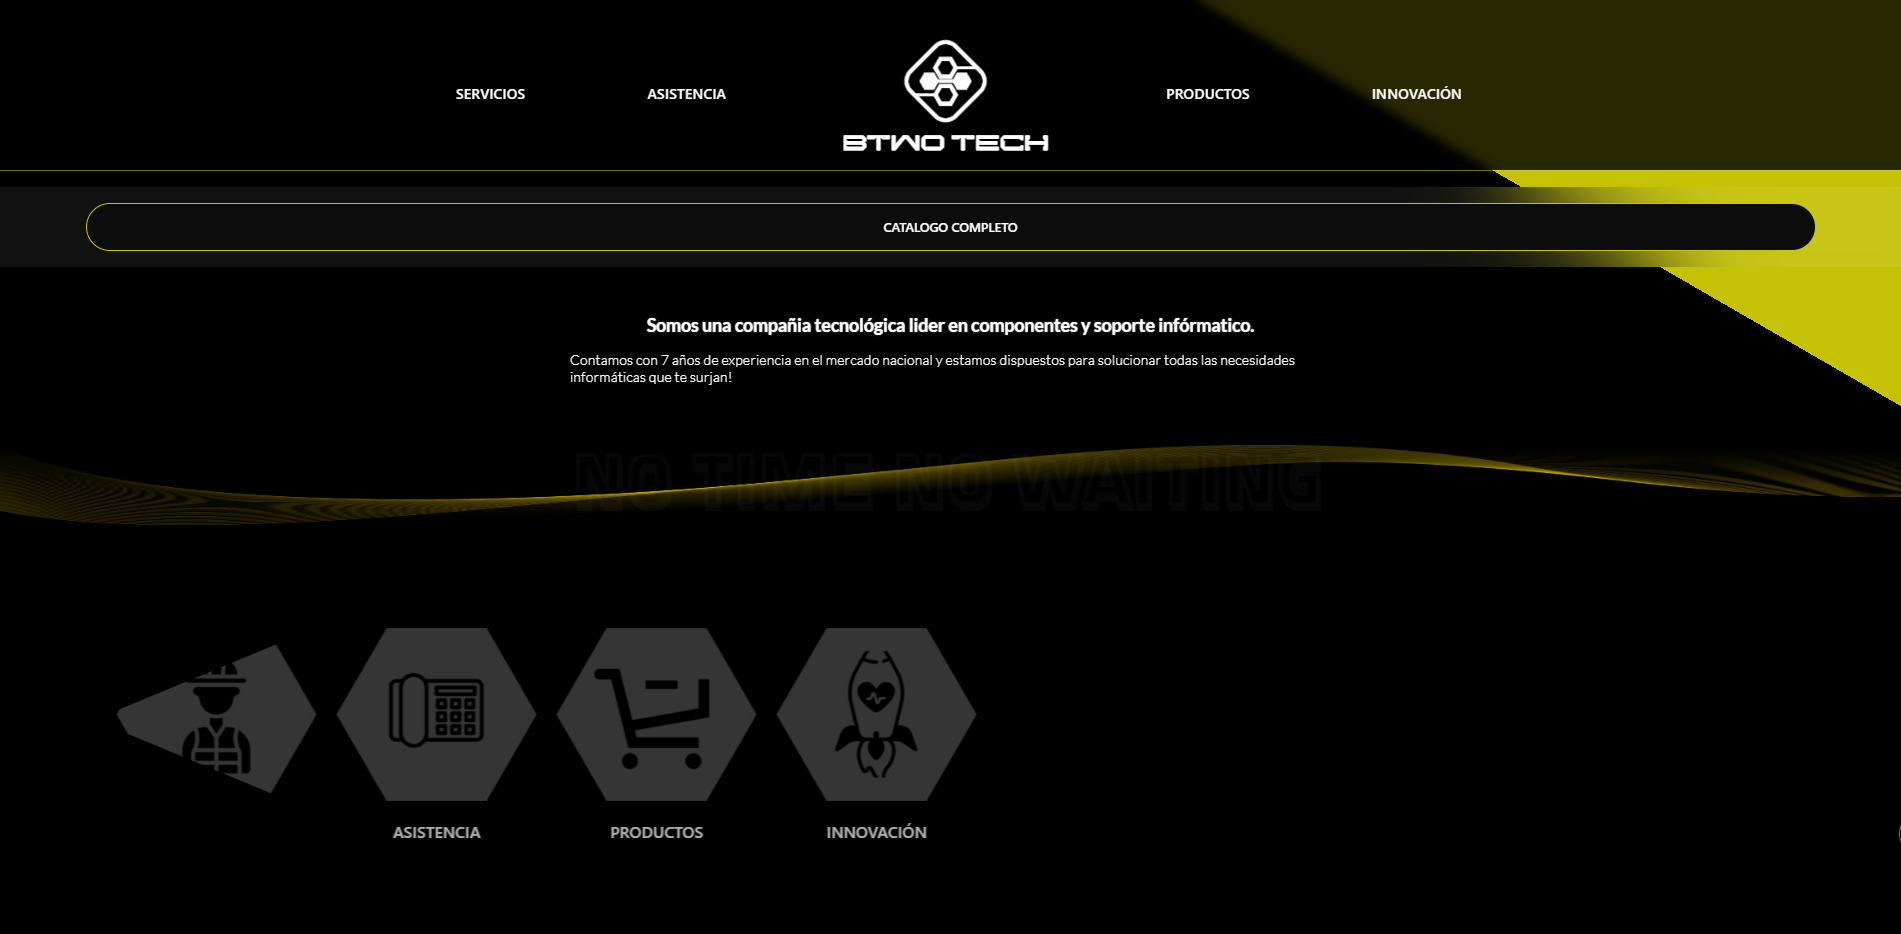 SERVICIOS
ASISTENCIA
BTWO TECH
PRODUCTOS
INNOVACIÓN
CATALOGO COMPLETO
Somos una compañia tecnológica lider en componentes y soporte infórmatico.
Contamos con 7 años de experiencia en el mercado nacional y estamos dispuestos para solucionar todas las necesidades
informáticas que te surjan!
NO TIME NO WAITING
ASISTENCIA
PRODUCTOS
INNOVACIÓN